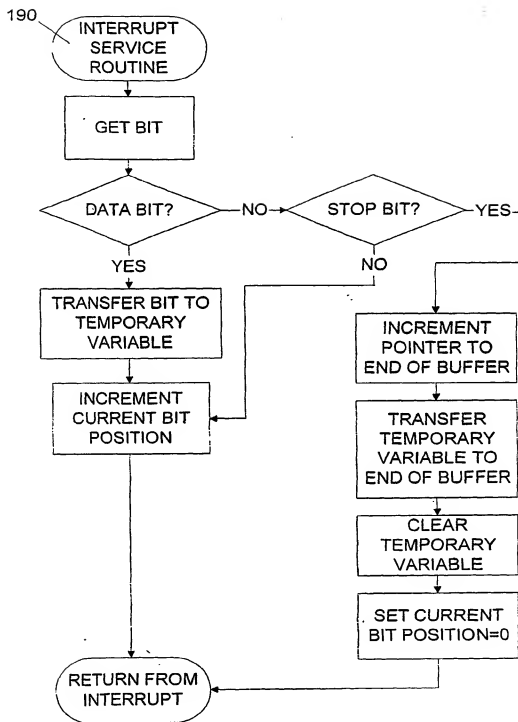 190
INTERRUPT
SERVICE
ROUTINE
GET BIT
DATA BIT?
NO
STOP BIT?
YES
YES
NO
TRANSFER BIT TO
TEMPORARY
VARIABLE
INCREMENT
CURRENT BIT
POSITION
INCREMENT
POINTER TO
END OF BUFFER
TRANSFER
TEMPORARY
VARIABLE TO
END OF BUFFER
CLEAR
TEMPORARY
VARIABLE
SET CURRENT
BIT POSITION=0
RETURN FROM
INTERRUPT